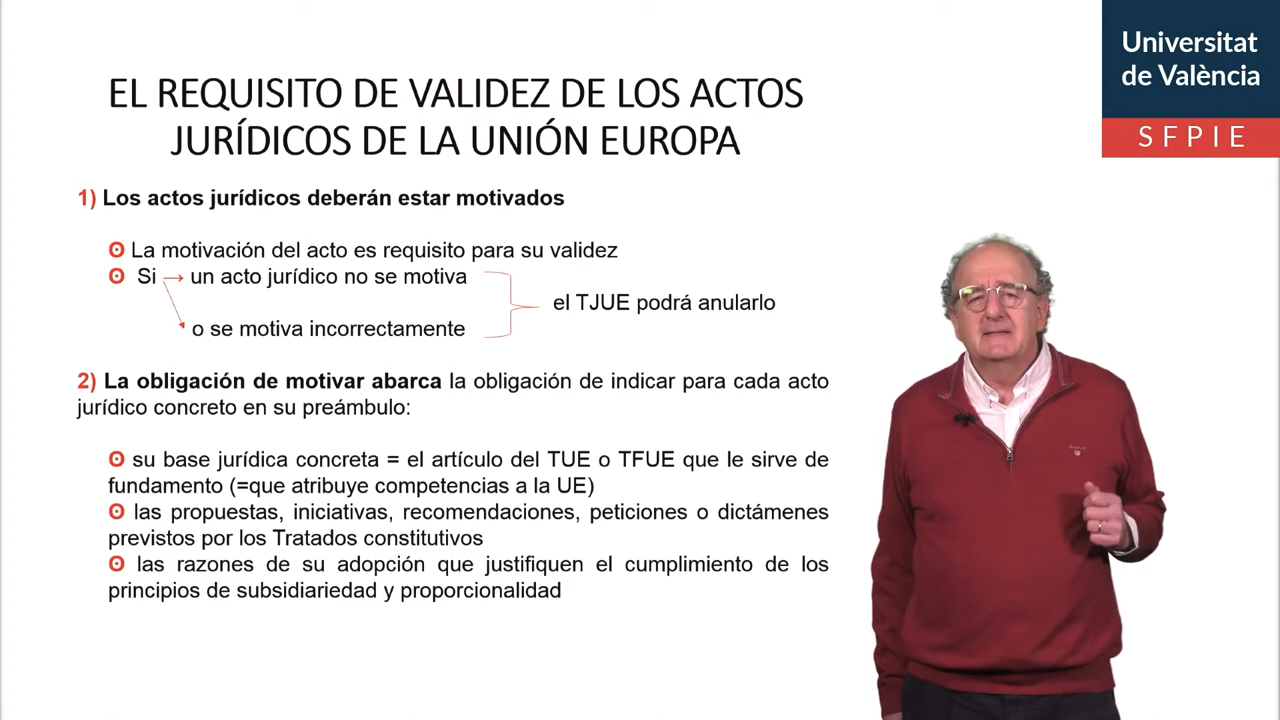 Universitat
de València
SFPIE
EL REQUISITO DE VALIDEZ DE LOS ACTOS
JURÍDICOS DE LA UNIÓN EUROPA
1) Los actos jurídicos deberán estar motivados
ʘ La motivación del acto es requisito para su validez
ʘ Si → un acto jurídico no se motiva
el TJUE podrá anularlo
o se motiva incorrectamente
2) La obligación de motivar abarca la obligación de indicar para cada acto
jurídico concreto en su preámbulo:
ʘ su base jurídica concreta = el artículo del TUE o TFUE que le sirve de
fundamento (=que atribuye competencias a la UE)
ʘ las propuestas, iniciativas, recomendaciones, peticiones o dictámenes
previstos por los Tratados constitutivos
ʘ las razones de su adopción que justifiquen el cumplimiento de los
principios de subsidiariedad y proporcionalidad